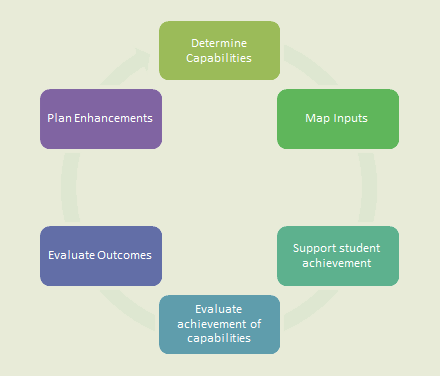 Determine
Capabilities
Map Inputs
Support student
achievement
Evaluate
achievement of
capabilities
Evaluate Outcomes
Plan Enhancements